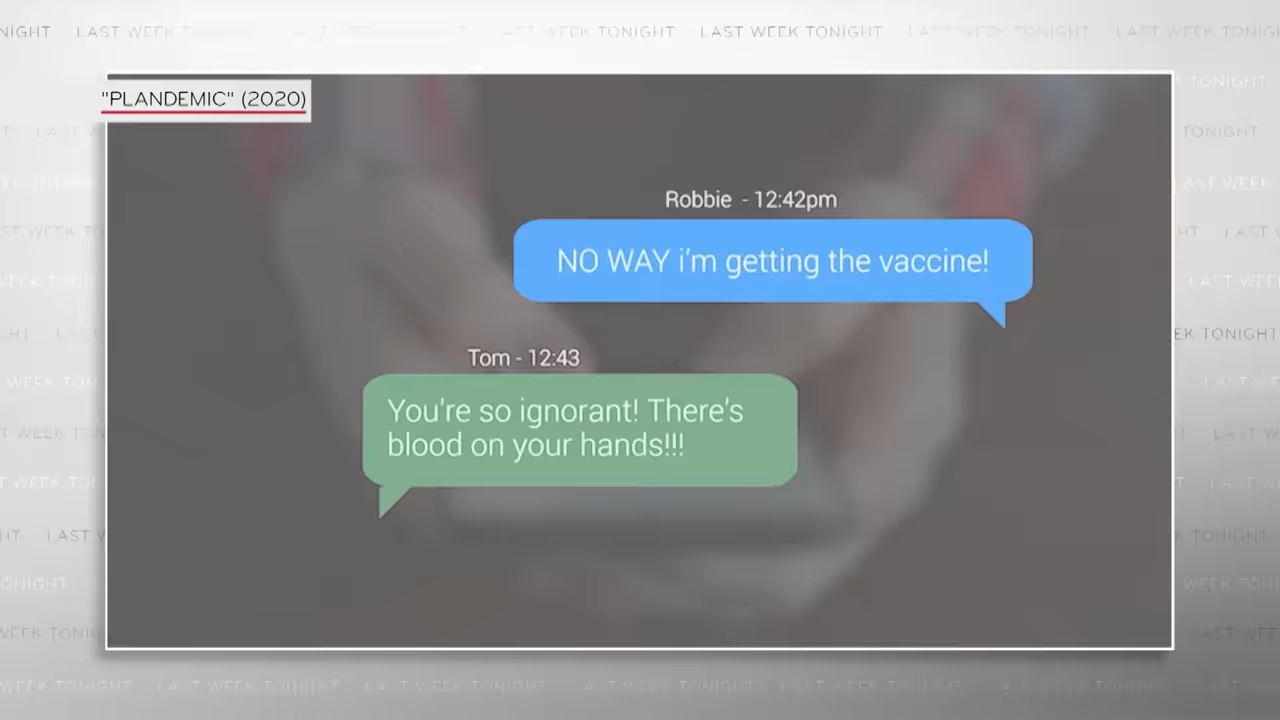 LAST WEEK TONIGHT
"PLANDEMIC" (2020)
Robbie - 12:42pm
NO WAY i'm getting the vaccine!
Tom - 12:43
You're so ignorant! There's
blood on your hands!!!